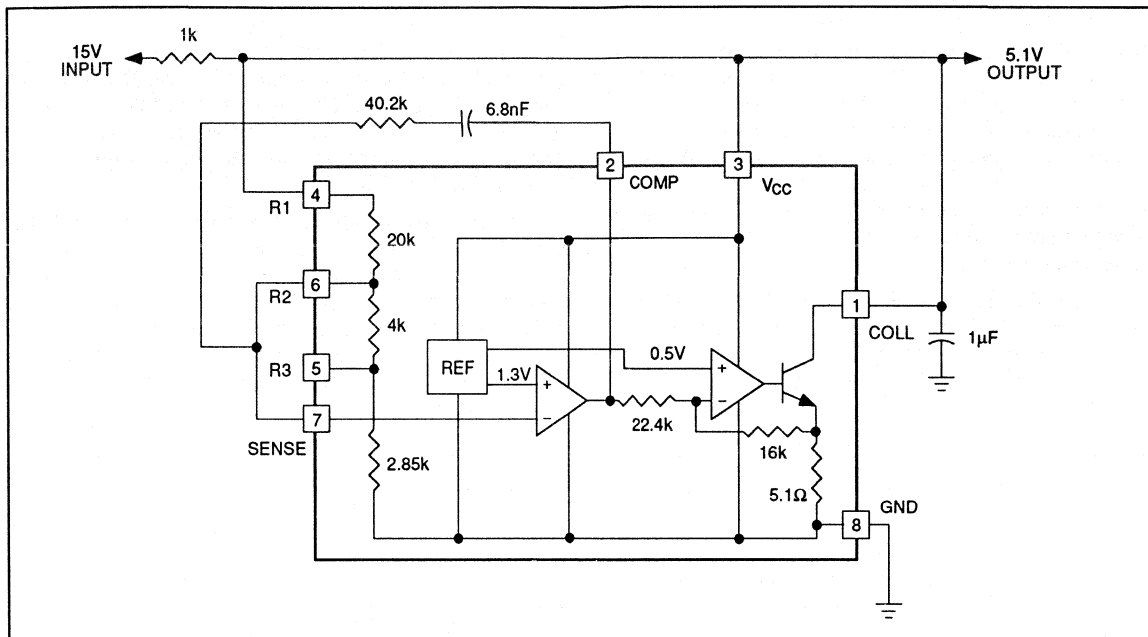 1k
15V
INPUT
5.1V
OUTPUT
40.2k
6.8nF
2
COMP
3
VCC
4
R1
20k
6
R2
4k
1
COLL
1µF
5
R3
REF
0.5V
+
−
1.3V
+
−
7
SENSE
22.4k
16k
2.85k
5.1Ω
GND
8